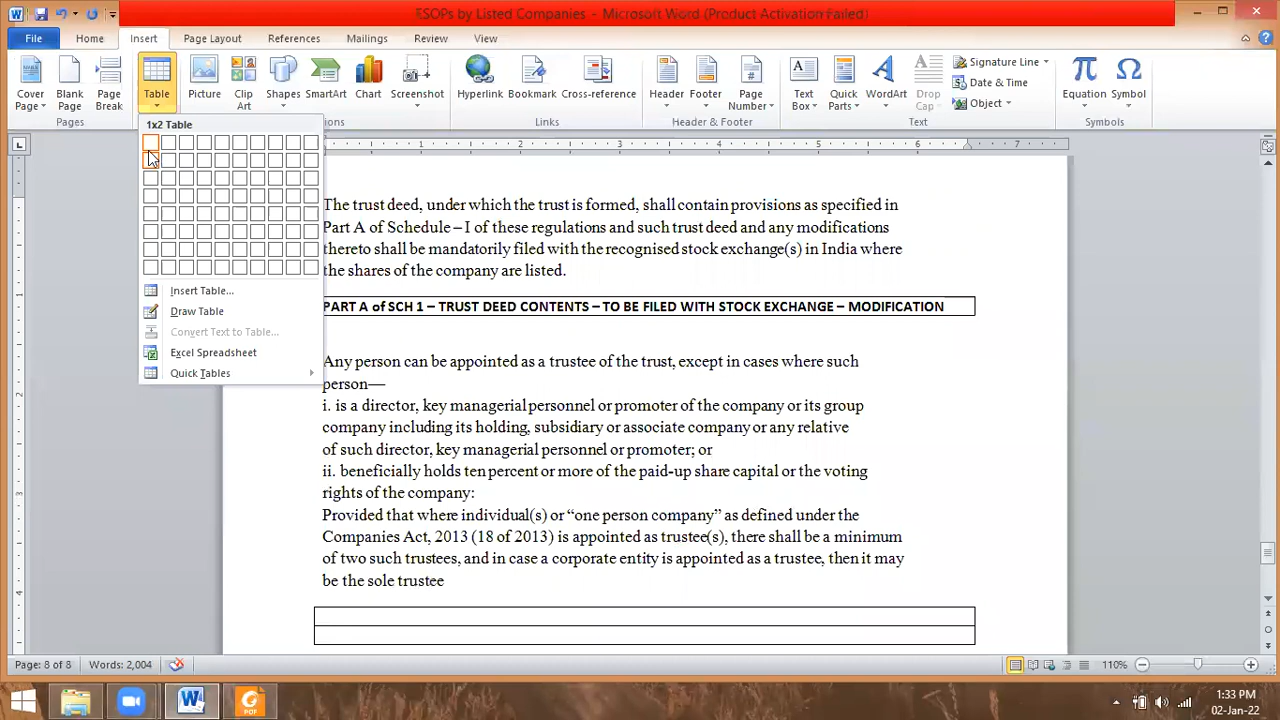 ESOPs by Listed Companies - Microsoft Word (Product Activation Failed)
File Home Insert Page Layout References Mailings Review View
Cover Page Blank Page Page Break Table Picture Clip Art Shapes SmartArt Chart Screenshot Hyperlink Bookmark Cross-reference Header Footer Page Number Text Box Quick Parts WordArt Drop Cap Signature Line Date & Time Object Equation Symbol
Pages Links Header & Footer Text Symbols
1x2 Table
Insert Table...
Draw Table
Convert Text to Table...
Excel Spreadsheet
Quick Tables
1 2 3 4 5 6 7
The trust deed, under which the trust is formed, shall contain provisions as specified in
Part A of Schedule – I of these regulations and such trust deed and any modifications
thereto shall be mandatorily filed with the recognised stock exchange(s) in India where
the shares of the company are listed.
PART A of SCH 1 – TRUST DEED CONTENTS – TO BE FILED WITH STOCK EXCHANGE – MODIFICATION
Any person can be appointed as a trustee of the trust, except in cases where such
person—
i. is a director, key managerial personnel or promoter of the company or its group
company including its holding, subsidiary or associate company or any relative
of such director, key managerial personnel or promoter; or
ii. beneficially holds ten percent or more of the paid-up share capital or the voting
rights of the company:
Provided that where individual(s) or “one person company” as defined under the
Companies Act, 2013 (18 of 2013) is appointed as trustee(s), there shall be a minimum
of two such trustees, and in case a corporate entity is appointed as a trustee, then it may
be the sole trustee
Page: 8 of 8 Words: 2,004 110%
1:33 PM
02-Jan-22